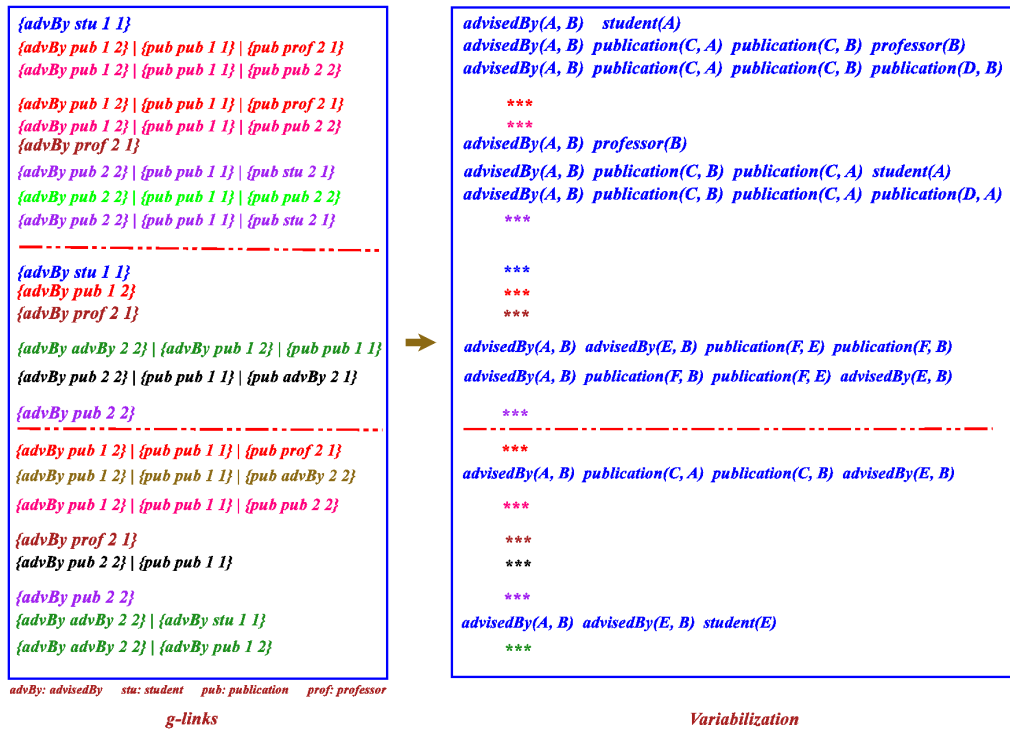 {advBy stu 1 1}
{advBy pub 1 2} | {pub pub 1 1} | {pub prof 2 1}
{advBy pub 1 2} | {pub pub 1 1} | {pub pub 2 2}
{advBy pub 1 2} | {pub pub 1 1} | {pub prof 2 1}
{advBy pub 1 2} | {pub pub 1 1} | {pub pub 2 2}
{advBy prof 2 1}
{advBy pub 2 2} | {pub pub 1 1} | {pub stu 2 1}
{advBy pub 2 2} | {pub pub 1 1} | {pub pub 2 2}
{advBy pub 2 2} | {pub pub 1 1} | {pub stu 2 1}
{advBy stu 1 1}
{advBy pub 1 2}
{advBy prof 2 1}
{advBy advBy 2 2} | {advBy pub 1 2} | {pub pub 1 1}
{advBy pub 2 2} | {pub pub 1 1} | {pub advBy 2 1}
{advBy pub 2 2}
{advBy pub 1 2} | {pub pub 1 1} | {pub prof 2 1}
{advBy pub 1 2} | {pub pub 1 1} | {pub advBy 2 2}
{advBy pub 1 2} | {pub pub 1 1} | {pub pub 2 2}
{advBy prof 2 1}
{advBy pub 2 2} | {pub pub 1 1}
{advBy pub 2 2}
{advBy advBy 2 2} | {advBy stu 1 1}
{advBy advBy 2 2} | {advBy pub 1 2}
advBy: advisedBy stu: student pub: publication prof: professor
g-links
advisedBy(A, B) student(A)
advisedBy(A, B) publication(C, A) publication(C, B) professor(B)
advisedBy(A, B) publication(C, A) publication(C, B) publication(D, B)
***
***
advisedBy(A, B) professor(B)
advisedBy(A, B) publication(C, B) publication(C, A) student(A)
advisedBy(A, B) publication(C, B) publication(C, A) publication(D, A)
***
***
***
***
advisedBy(A, B) advisedBy(E, B) publication(F, E) publication(F, B)
advisedBy(A, B) publication(F, B) publication(F, E) advisedBy(E, B)
***
***
advisedBy(A, B) publication(C, A) publication(C, B) advisedBy(E, B)
***
***
***
***
advisedBy(A, B) advisedBy(E, B) student(E)
***
Variabilization